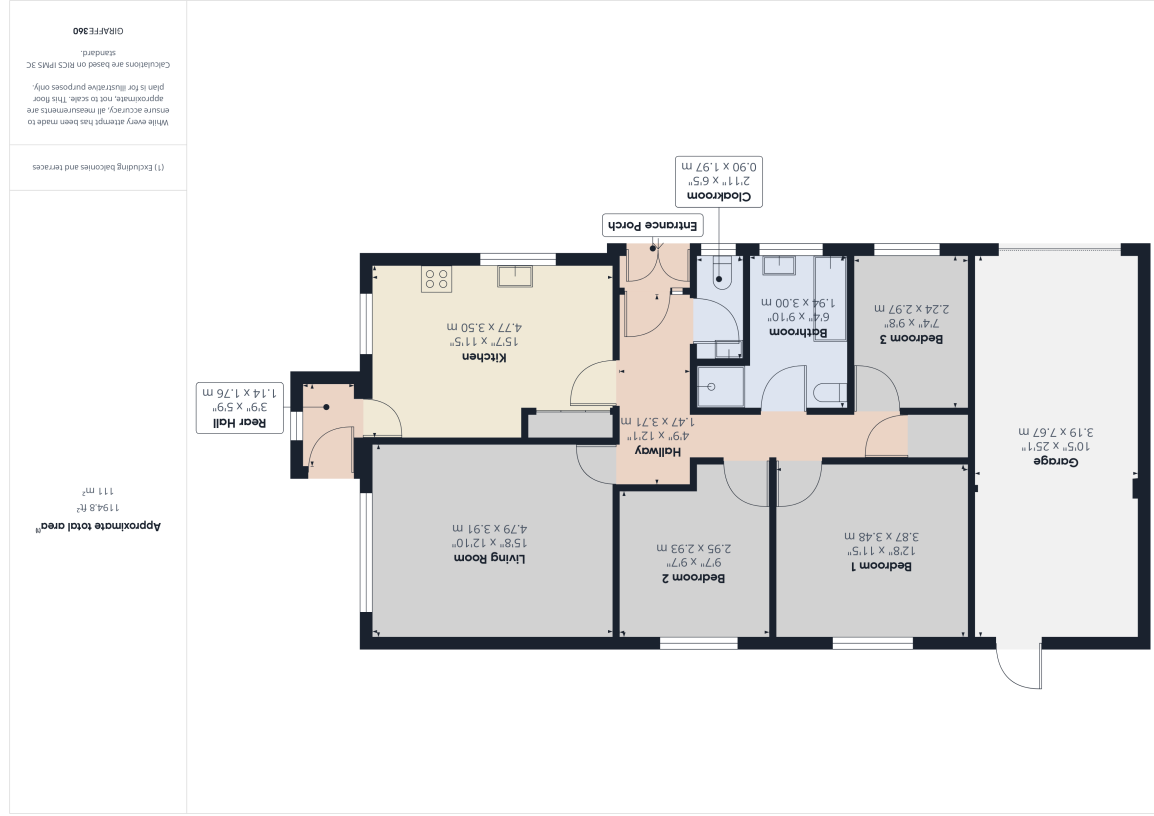 Bedroom 2
9'7" x 9'7"
2.95 x 2.93 m
Bedroom 1
12'8" x 11'5"
3.87 x 3.48 m
Living Room
15'8" x 12'10"
4.79 x 3.91 m
Garage
10'5" x 25'1"
3.19 x 7.67 m
Hallway
4'9" x 12'1"
1.47 x 3.71 m
Rear Hall
3'9" x 5'9"
1.14 x 1.76 m
Kitchen
15'7" x 11'5"
4.77 x 3.50 m
Bedroom 3
7'4" x 9'8"
2.24 x 2.97 m
Bathroom
6'4" x 9'10"
1.94 x 3.00 m
Entrance Porch
Cloakroom
2'11" x 6'5"
0.90 x 1.97 m
Approximate total area(1)
1194.8 ft²
111 m²
(1) Excluding balconies and terraces
While every attempt has been made to
ensure accuracy, all measurements are
approximate, not to scale. This floor
plan is for illustrative purposes only.
Calculations are based on RICS IPMS 3C
standard.
GIRAFFE360